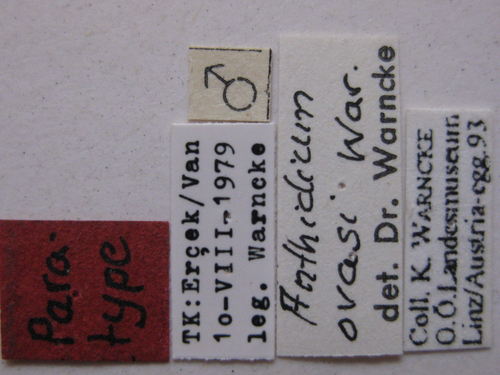 Para-
type
♂
TK:Erçek/Van
1o-VIII-1979
leg. Warncke
Anthidium
ovasi War.
det. Dr. Warncke
Coll. K. WARNCKE
O.Ö.Landesmuseum
Linz/Austria-egg.93